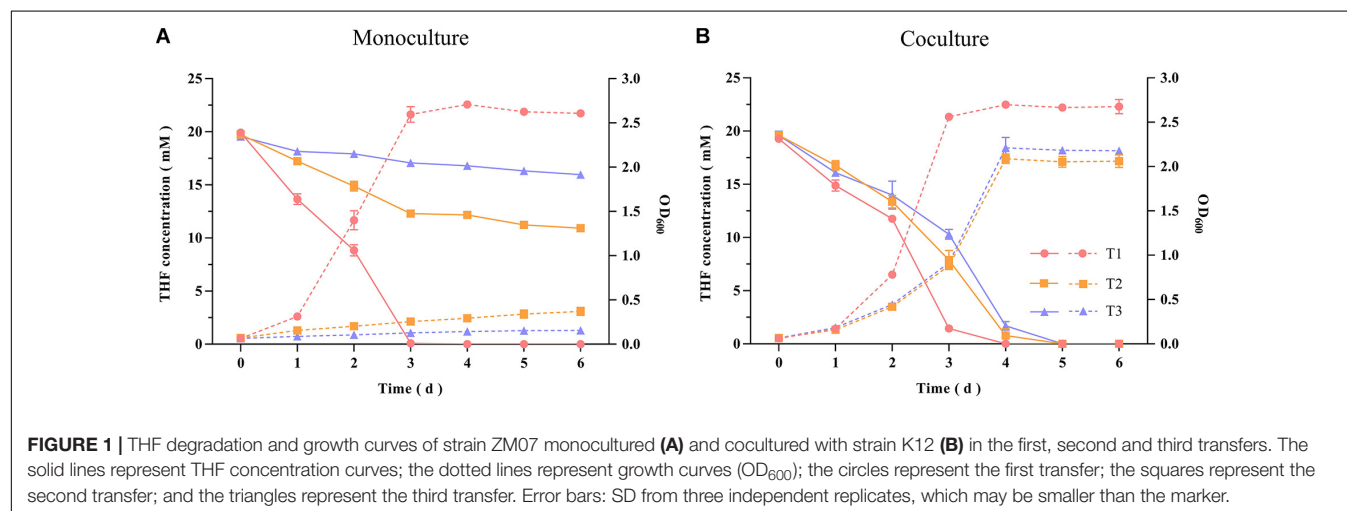 A
Monoculture
B
Coculture
25
20
15
10
5
0
THF concentration ( mM )
3.0
2.5
2.0
1.5
1.0
0.5
0.0
OD600
0 1 2 3 4 5 6
Time ( d )
25
20
15
10
5
0
THF concentration ( mM )
3.0
2.5
2.0
1.5
1.0
0.5
0.0
OD600
T1
T2
T3
0 1 2 3 4 5 6
Time ( d )
FIGURE 1 | THF degradation and growth curves of strain ZM07 monocultured (A) and cocultured with strain K12 (B) in the first, second and third transfers. The
solid lines represent THF concentration curves; the dotted lines represent growth curves (OD600); the circles represent the first transfer; the squares represent the
second transfer; and the triangles represent the third transfer. Error bars: SD from three independent replicates, which may be smaller than the marker.